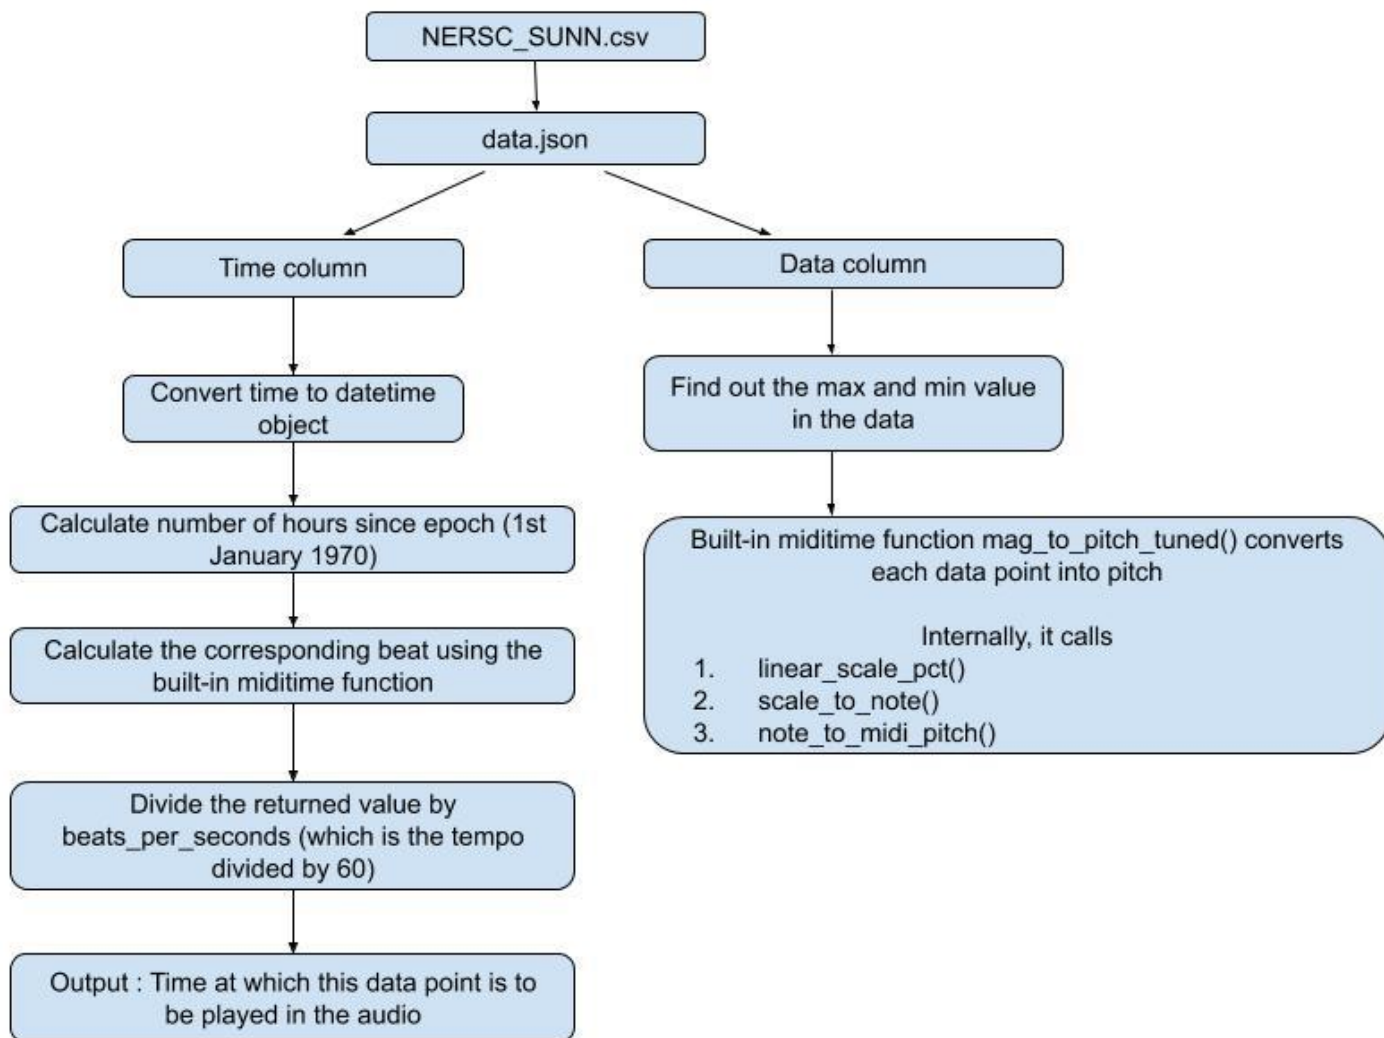 NERSC_SUNN.csv
data.json
Time column
Data column
Convert time to datetime
object
Find out the max and min value
in the data
Calculate number of hours since epoch (1st
January 1970)
Built-in miditime function mag_to_pitch_tuned() converts
each data point into pitch
Internally, it calls
1. linear_scale_pct()
2. scale_to_note()
3. note_to_midi_pitch()
Calculate the corresponding beat using the
built-in miditime function
Divide the returned value by
beats_per_seconds (which is the tempo
divided by 60)
Output : Time at which this data point is to
be played in the audio